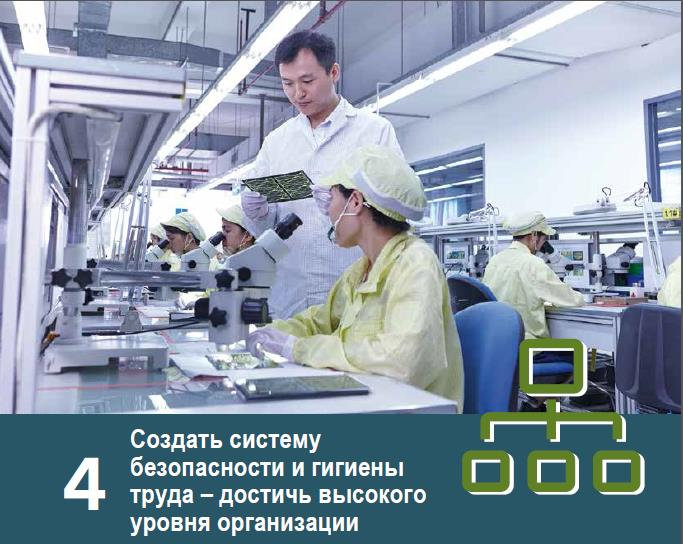 4
Создать систему
безопасности и гигиены
труда – достичь высокого
уровня организации